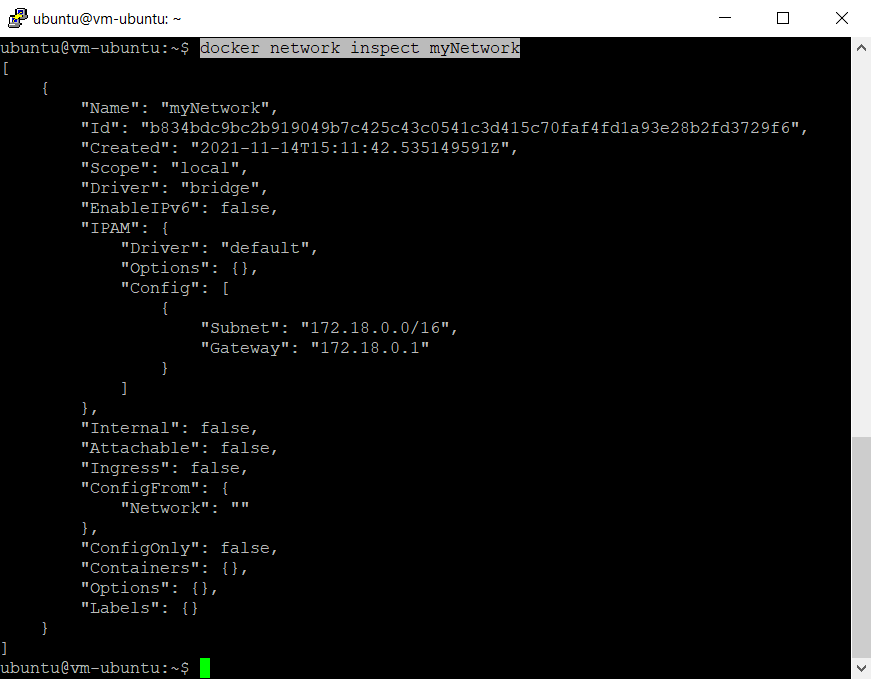 ubuntu@vm-ubuntu: ~
ubuntu@vm-ubuntu:~$ docker network inspect myNetwork
[
    {
        "Name": "myNetwork",
        "Id": "b834bdc9bc2b919049b7c425c43c0541c3d415c70faf4fd1a93e28b2fd3729f6",
        "Created": "2021-11-14T15:11:42.535149591Z",
        "Scope": "local",
        "Driver": "bridge",
        "EnableIPv6": false,
        "IPAM": {
            "Driver": "default",
            "Options": {},
            "Config": [
                {
                    "Subnet": "172.18.0.0/16",
                    "Gateway": "172.18.0.1"
                }
            ]
        },
        "Internal": false,
        "Attachable": false,
        "Ingress": false,
        "ConfigFrom": {
            "Network": ""
        },
        "ConfigOnly": false,
        "Containers": {},
        "Options": {},
        "Labels": {}
    }
]
ubuntu@vm-ubuntu:~$